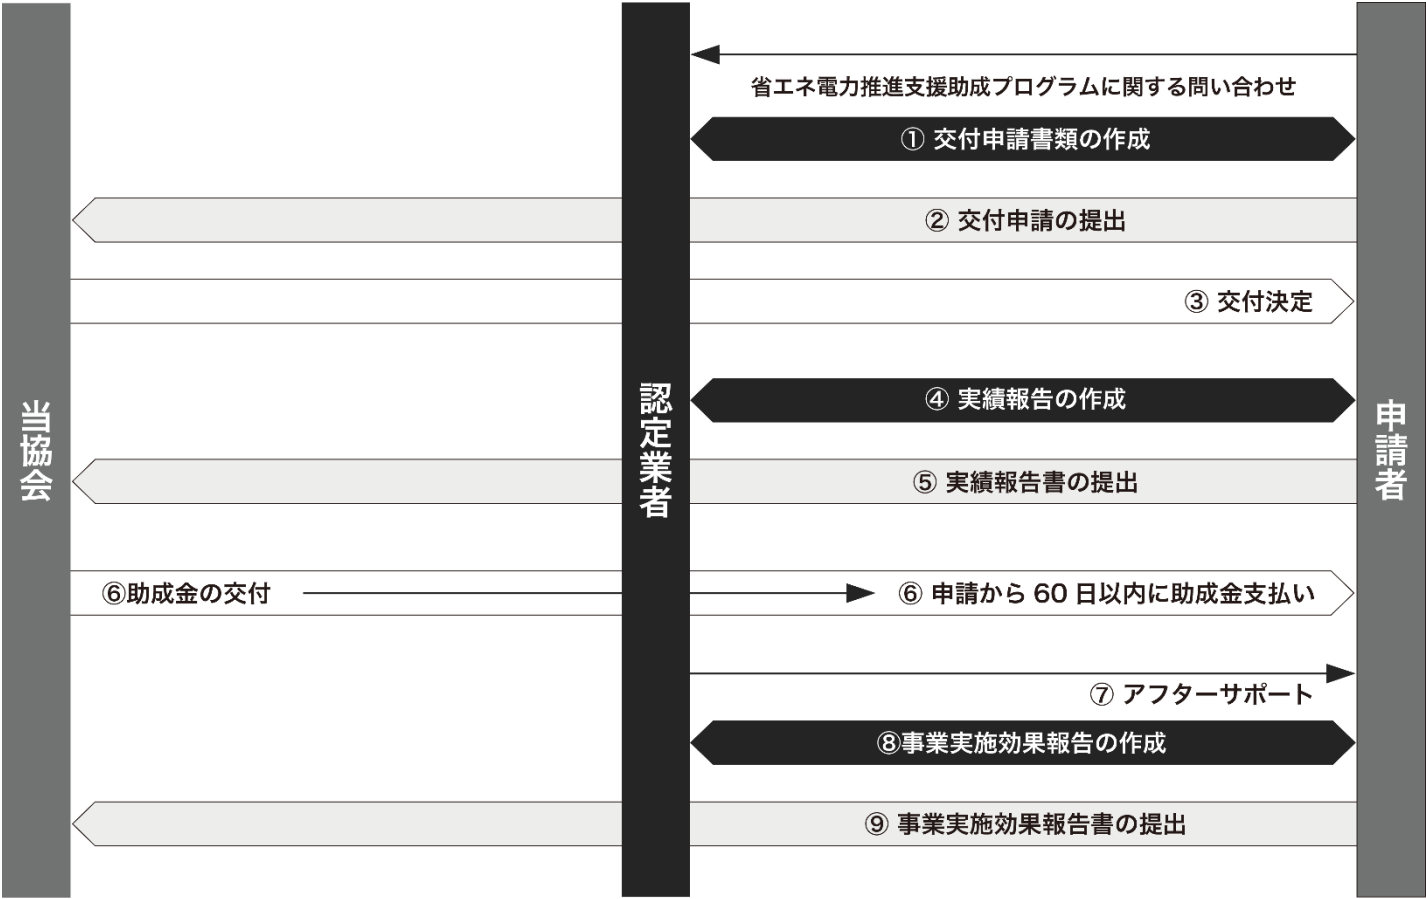 省エネ電力推進支援助成プログラムに関する問い合わせ
① 交付申請書類の作成
② 交付申請の提出
③ 交付決定
④ 実績報告の作成
⑤ 実績報告書の提出
⑥助成金の交付
⑥ 申請から 60 日以内に助成金支払い
⑦ アフターサポート
⑧事業実施効果報告の作成
⑨ 事業実施効果報告書の提出
当協会
認定業者
申請者